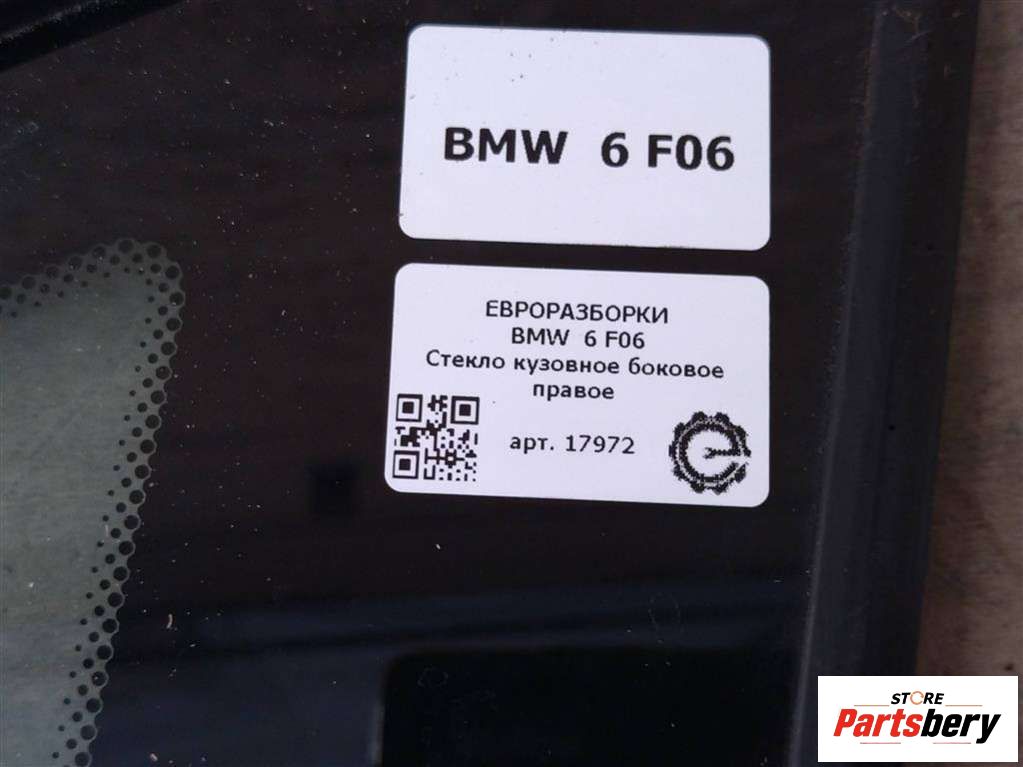 BMW 6 F06
ЕВРОРАЗБОРКИ
BMW 6 F06
Стекло кузовное боковое
правое
арт. 17972
STORE
Partsbery